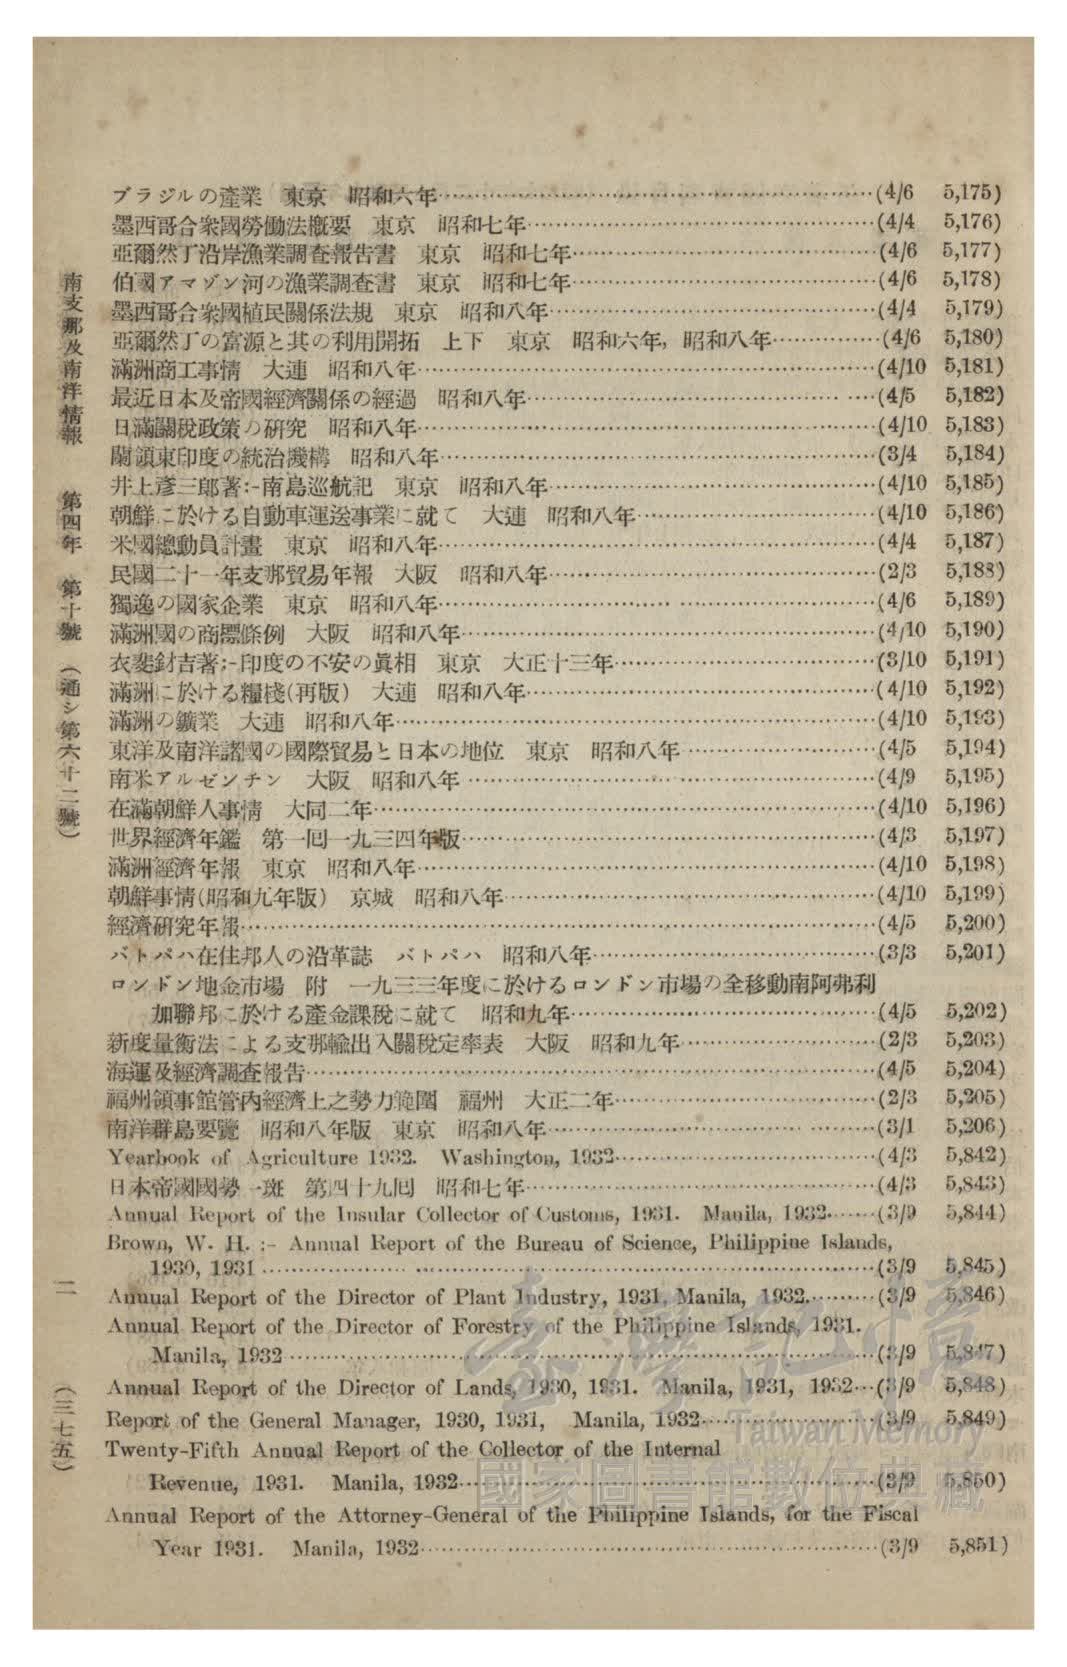 南支那及南洋情報　第四年　第十號　(通シ第六十二號)
ブラジルの產業　東京　昭和六年……(4/6　5,175)
墨西哥合衆國勞働法概要　東京　昭和七年……(4/4　5,176)
亞爾然丁沿岸漁業調查報告書　東京　昭和七年……(4/6　5,177)
伯國アマゾン河の漁業調查書　東京　昭和七年……(4/6　5,178)
墨西哥合衆國植民關係法規　東京　昭和八年……(4/4　5,179)
亞爾然丁の富源と其の利用開拓　上下　東京　昭和六年，昭和八年……(4/6　5,180)
滿洲商工事情　大連　昭和八年……(4/10　5,181)
最近日本及帝國經濟關係の經過　昭和八年……(4/5　5,182)
日滿關稅政策の硏究　昭和八年……(4/10　5,183)
蘭領東印度の統治機構　昭和八年……(3/4　5,184)
井上彥三郎著:-南島巡航記　東京　昭和八年……(4/10　5,185)
朝鮮に於ける自動車運送事業に就て　大連　昭和八年……(4/10　5,186)
米國總動員計畫　東京　昭和八年……(4/4　5,187)
民國二十一年支那貿易年報　大阪　昭和八年……(2/3　5,188)
獨逸の國家企業　東京　昭和八年……(4/6　5,189)
滿洲國の商標條例　大阪　昭和八年……(4/10　5,190)
衣斐釖吉著:-印度の不安の眞相　東京　大正十三年……(3/10　5,191)
滿洲に於ける糧棧(再版)　大連　昭和八年……(4/10　5,192)
滿洲の鑛業　大連　昭和八年……(4/10　5,193)
東洋及南洋諸國の國際貿易と日本の地位　東京　昭和八年……(4/5　5,194)
南米アルゼンチン　大阪　昭和八年……(4/9　5,195)
在滿朝鮮人事情　大同二年……(4/10　5,196)
世界經濟年鑑　第一囘一九三四年版……(4/3　5,197)
滿洲經濟年報　東京　昭和八年……(4/10　5,198)
朝鮮事情(昭和九年版)　京城　昭和八年……(4/10　5,199)
經濟硏究年報……(4/5　5,200)
バトパハ在住邦人の沿革誌　バトパハ　昭和八年……(3/3　5,201)
ロンドン地金市場　附　一九三三年度に於けるロンドン市場の全移動南阿弗利
加聯邦に於ける產金課稅に就て　昭和九年……(4/5　5,202)
新度量衡法による支那輸出入關稅定率表　大阪　昭和九年……(2/3　5,203)
海運及經濟調查報告……(4/5　5,204)
福州領事館管內經濟上之勢力範圍　福州　大正二年……(2/3　5,205)
南洋群島要覽　昭和八年版　東京　昭和八年……(3/1　5,206)
Yearbook of Agriculture 1932. Washington, 1932……(4/3　5,842)
日本帝國國勢一斑　第四十九囘　昭和七年……(4/3　5,843)
Annual Report of the Insular Collector of Customs, 1931. Manila, 1932……(3/9　5,844)
Brown, W. H. :- Annual Report of the Bureau of Science, Philippine Islands,
1930, 1931……(3/9　5,845)
Annual Report of the Director of Plant Industry, 1931, Manila, 1932……(3/9　5,846)
Annual Report of the Director of Forestry of the Philippine Islands, 1931.
Manila, 1932……(3/9　5,847)
Annual Report of the Director of Lands, 1930, 1931. Manila, 1931, 1932…(3/9　5,848)
Report of the General Manager, 1930, 1931, Manila, 1932……(3/9　5,849)
Twenty-Fifth Annual Report of the Collector of the Internal
Revenue, 1931. Manila, 1932……(3/9　5,850)
Annual Report of the Attorney-General of the Philippine Islands, for the Fiscal
Year 1931. Manila, 1932……(3/9　5,851)
二
(三七五)
臺灣記憶
Taiwan Memory
國家圖書館數位典藏